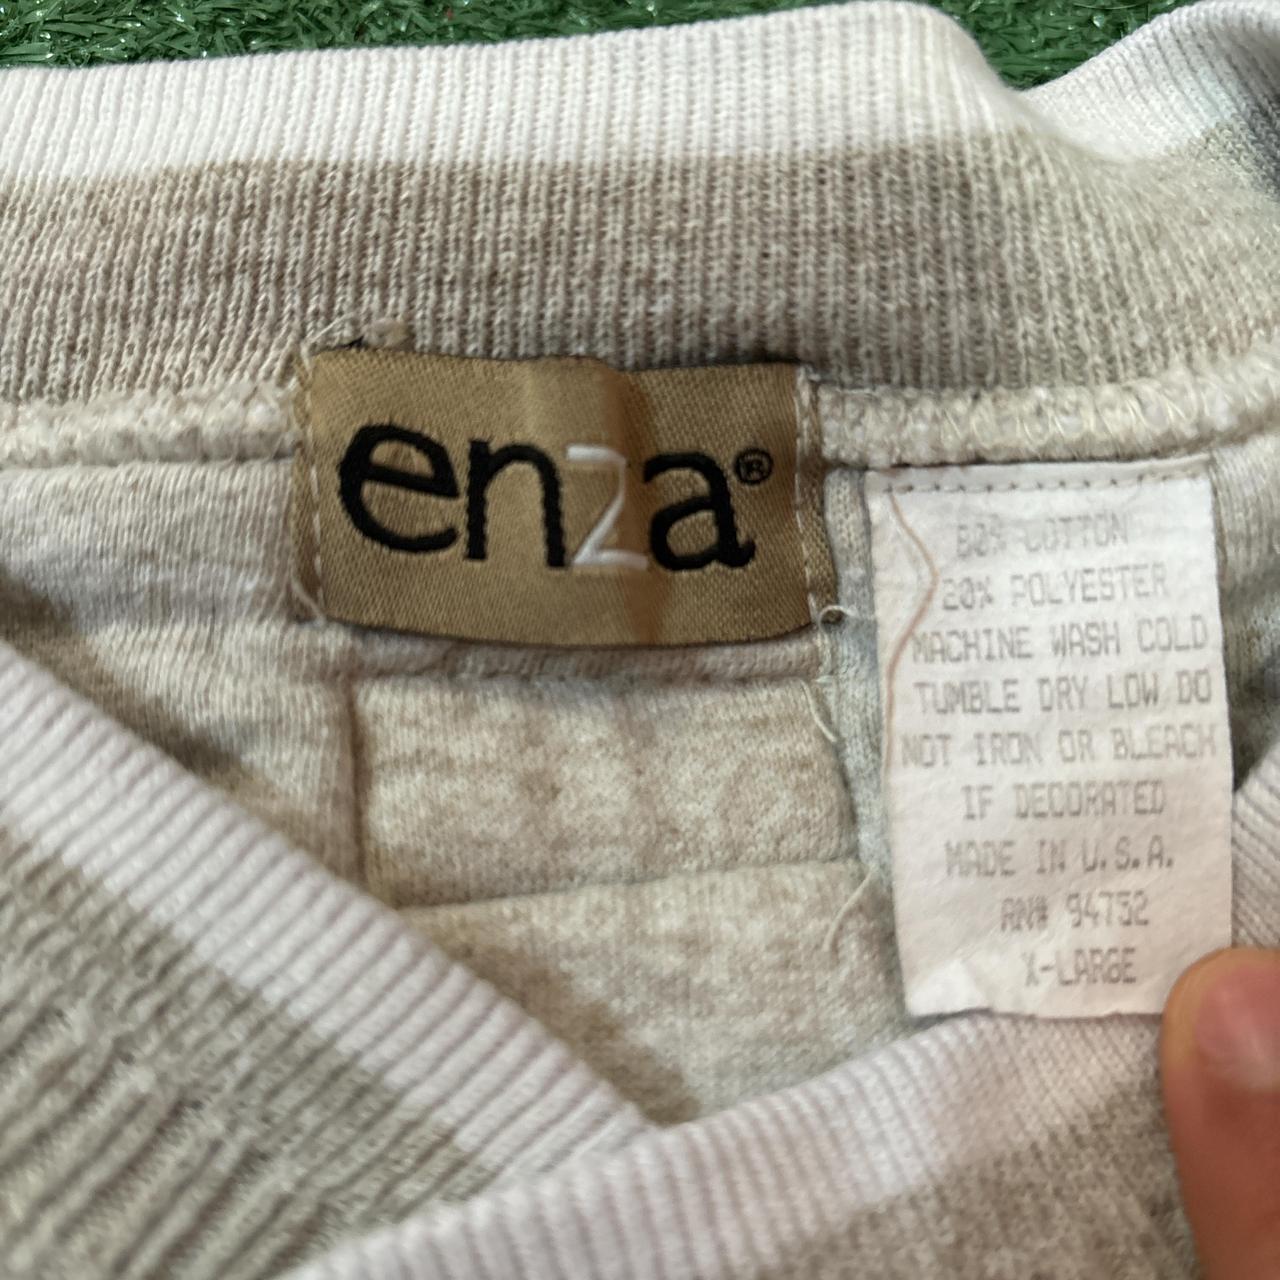 enza®
80% COTTON
20% POLYESTER
MACHINE WASH COLD
TUMBLE DRY LOW DO
NOT IRON OR BLEACH
IF DECORATED
MADE IN U.S.A.
RN# 94752
X-LARGE